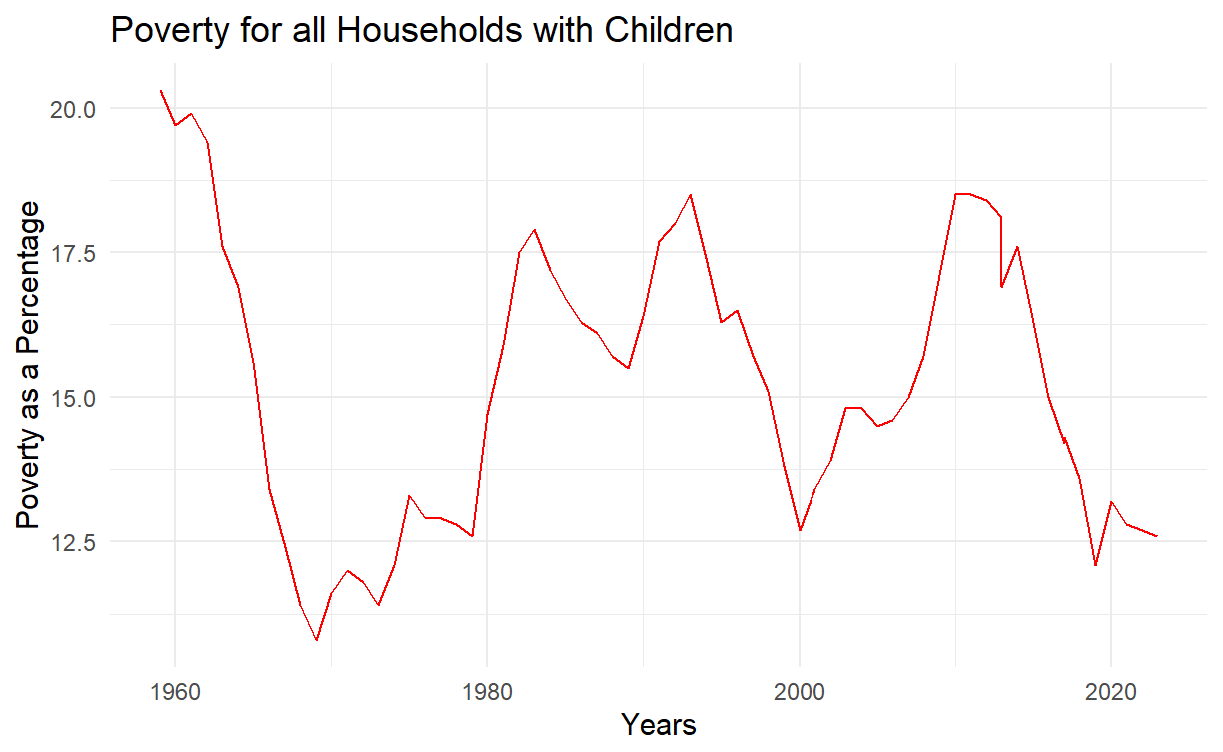 Poverty for all Households with Children
Poverty as a Percentage
20.0
17.5
15.0
12.5
1960 1980 2000 2020
Years